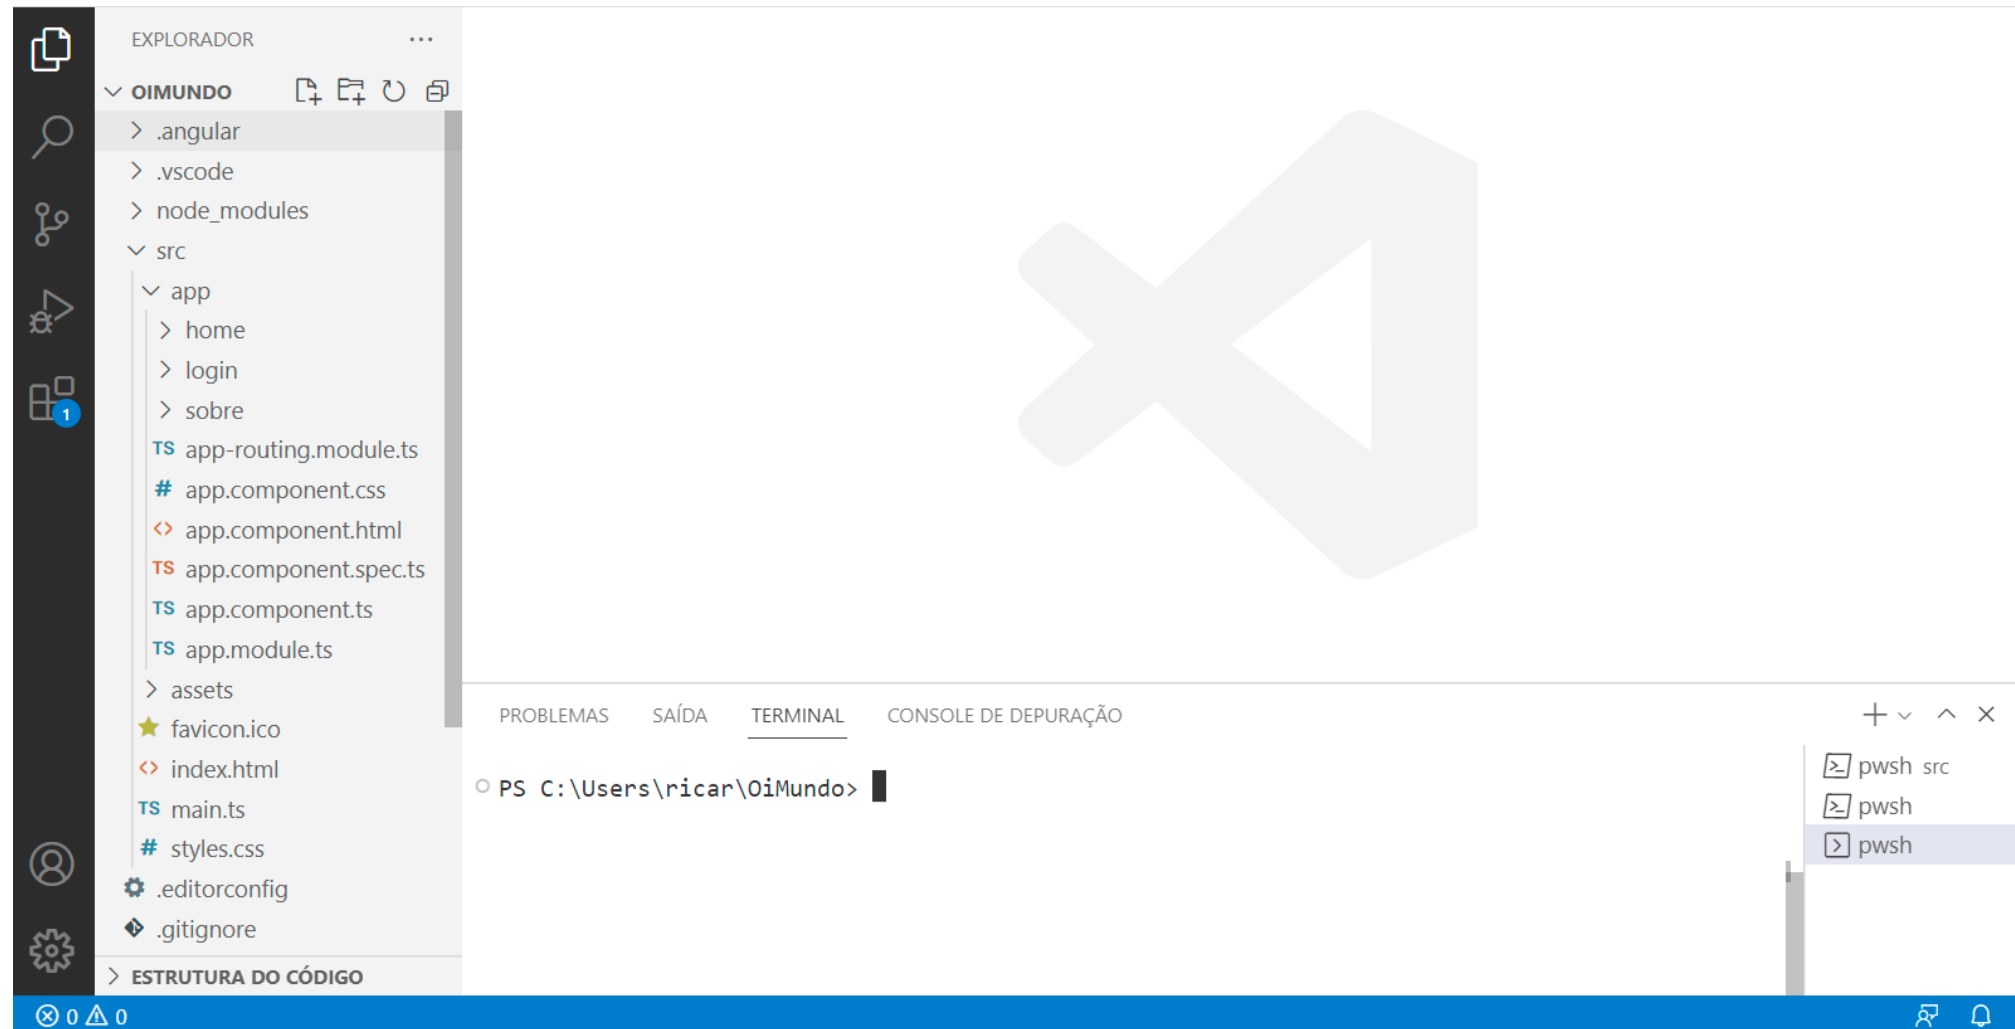 EXPLORADOR
OIMUNDO
.angular
.vscode
node_modules
src
app
home
login
sobre
TS app-routing.module.ts
# app.component.css
<> app.component.html
TS app.component.spec.ts
TS app.component.ts
TS app.module.ts
assets
favicon.ico
<> index.html
TS main.ts
# styles.css
.editorconfig
.gitignore
ESTRUTURA DO CÓDIGO
1
PROBLEMAS SAÍDA TERMINAL CONSOLE DE DEPURAÇÃO
PS C:\Users\ricar\OiMundo>
pwsh src
pwsh
pwsh
0 0